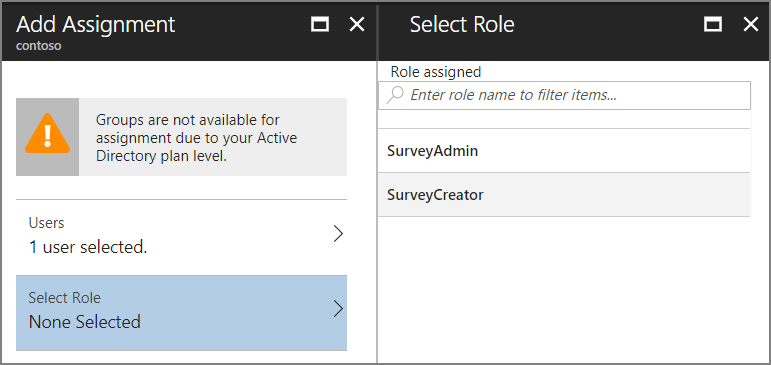 Add Assignment
contoso
Groups are not available for
assignment due to your Active
Directory plan level.
Users
1 user selected.
Select Role
None Selected
Select Role
Role assigned
Enter role name to filter items...
SurveyAdmin
SurveyCreator